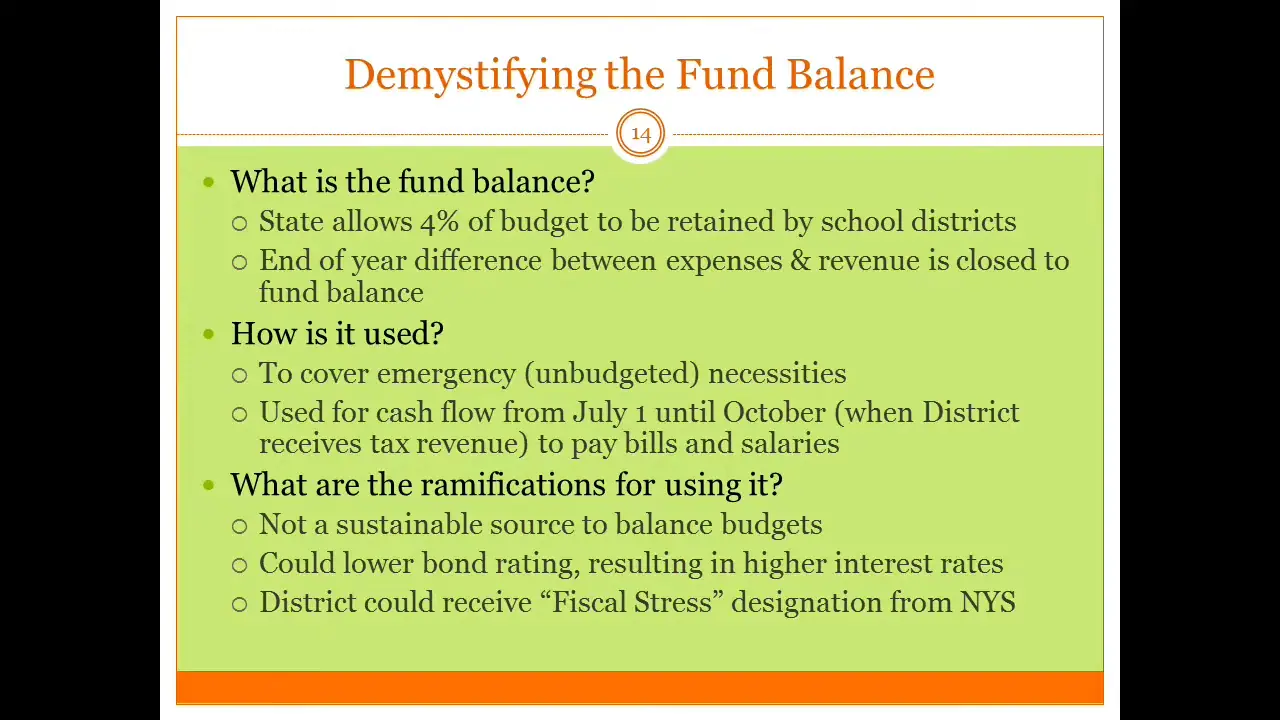 Demystifying the Fund Balance
14
• What is the fund balance?
○ State allows 4% of budget to be retained by school districts
○ End of year difference between expenses & revenue is closed to
fund balance
• How is it used?
○ To cover emergency (unbudgeted) necessities
○ Used for cash flow from July 1 until October (when District
receives tax revenue) to pay bills and salaries
• What are the ramifications for using it?
○ Not a sustainable source to balance budgets
○ Could lower bond rating, resulting in higher interest rates
○ District could receive “Fiscal Stress” designation from NYS